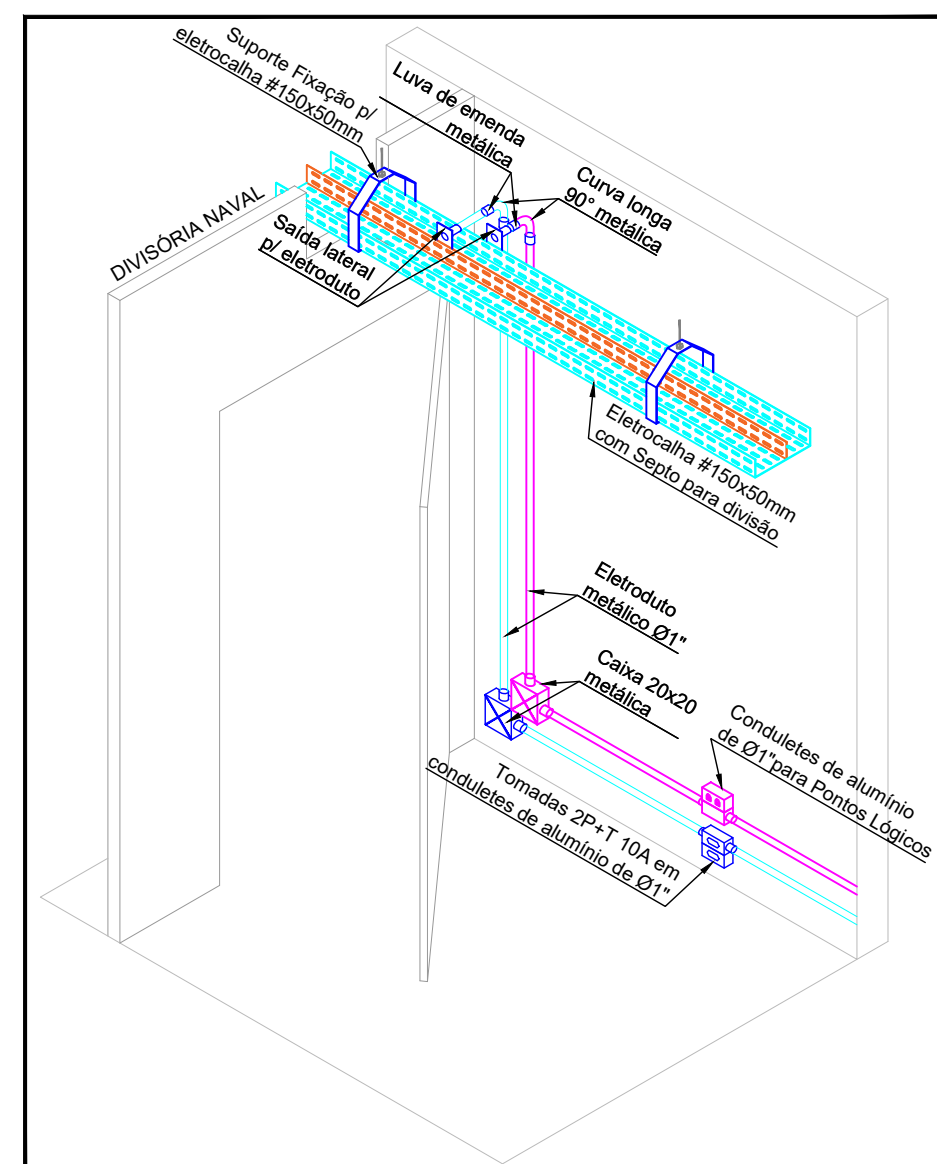 Suporte Fixação p/
eletrocalha #150x50mm
Luva de emenda
metálica
Curva longa
90° metálica
DIVISÓRIA NAVAL
Saída lateral
p/ eletroduto
Eletrocalha #150x50mm
com Septo para divisão
Eletroduto
metálico Ø1"
Caixa 20x20
metálica
Conduletes de alumínio
de Ø1"para Pontos Lógicos
Tomadas 2P+T 10A em
conduletes de alumínio de Ø1"